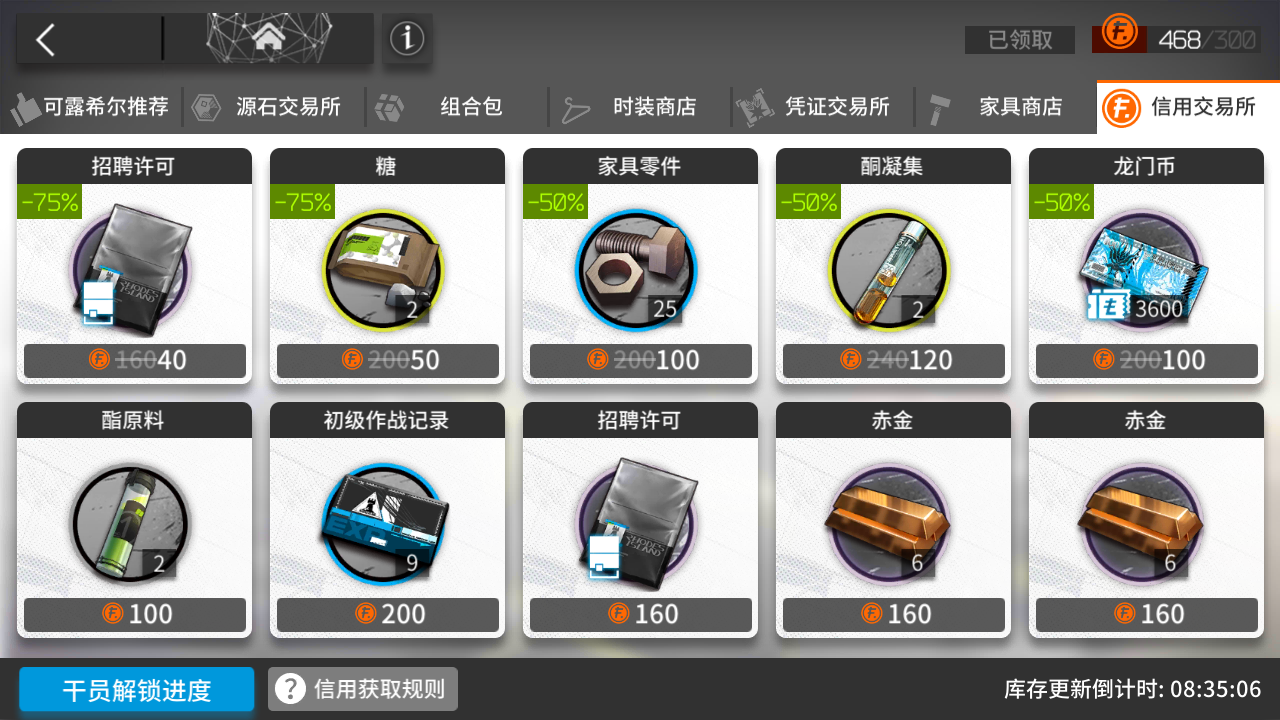 已领取
468/300
可露希尔推荐
源石交易所
组合包
时装商店
凭证交易所
家具商店
信用交易所
招聘许可
糖
家具零件
酮凝集
龙门币
-75%
-75%
-50%
-50%
-50%
RHODES ISLAND
2
25
2
3600
16040
20050
200100
240120
200100
酯原料
初级作战记录
招聘许可
赤金
赤金
EXP
RHODES ISLAND
2
9
6
6
100
200
160
160
160
干员解锁进度
? 信用获取规则
库存更新倒计时: 08:35:06